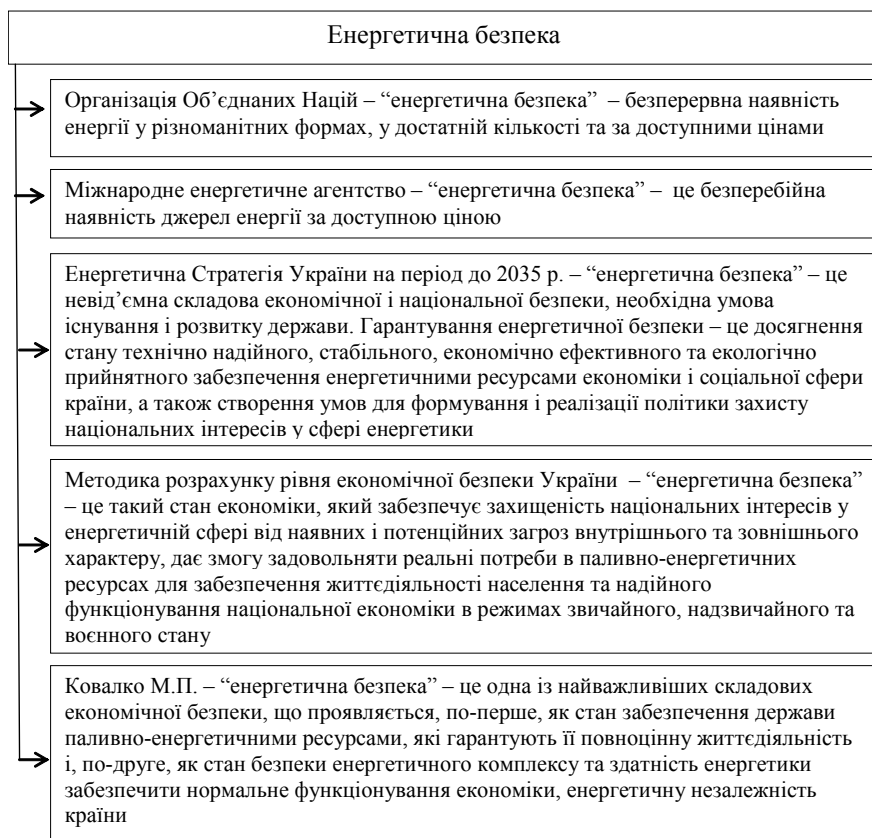 Енергетична безпека
Організація Об’єднаних Націй – “енергетична безпека” – безперервна наявність
енергії у різноманітних формах, у достатній кількості та за доступними цінами
Міжнародне енергетичне агентство – “енергетична безпека” – це безперебійна
наявність джерел енергії за доступною ціною
Енергетична Стратегія України на період до 2035 р. – “енергетична безпека” – це
невід’ємна складова економічної і національної безпеки, необхідна умова
існування і розвитку держави. Гарантування енергетичної безпеки – це досягнення
стану технічно надійного, стабільного, економічно ефективного та екологічно
прийнятного забезпечення енергетичними ресурсами економіки і соціальної сфери
країни, а також створення умов для формування і реалізації політики захисту
національних інтересів у сфері енергетики
Методика розрахунку рівня економічної безпеки України – “енергетична безпека”
– це такий стан економіки, який забезпечує захищеність національних інтересів у
енергетичній сфері від наявних і потенційних загроз внутрішнього та зовнішнього
характеру, дає змогу задовольняти реальні потреби в паливно-енергетичних
ресурсах для забезпечення життєдіяльності населення та надійного
функціонування національної економіки в режимах звичайного, надзвичайного та
воєнного стану
Ковалко М.П. – “енергетична безпека” – це одна із найважливіших складових
економічної безпеки, що проявляється, по-перше, як стан забезпечення держави
паливно-енергетичними ресурсами, які гарантують її повноцінну життєдіяльність
і, по-друге, як стан безпеки енергетичного комплексу та здатність енергетики
забезпечити нормальне функціонування економіки, енергетичну незалежність
країни